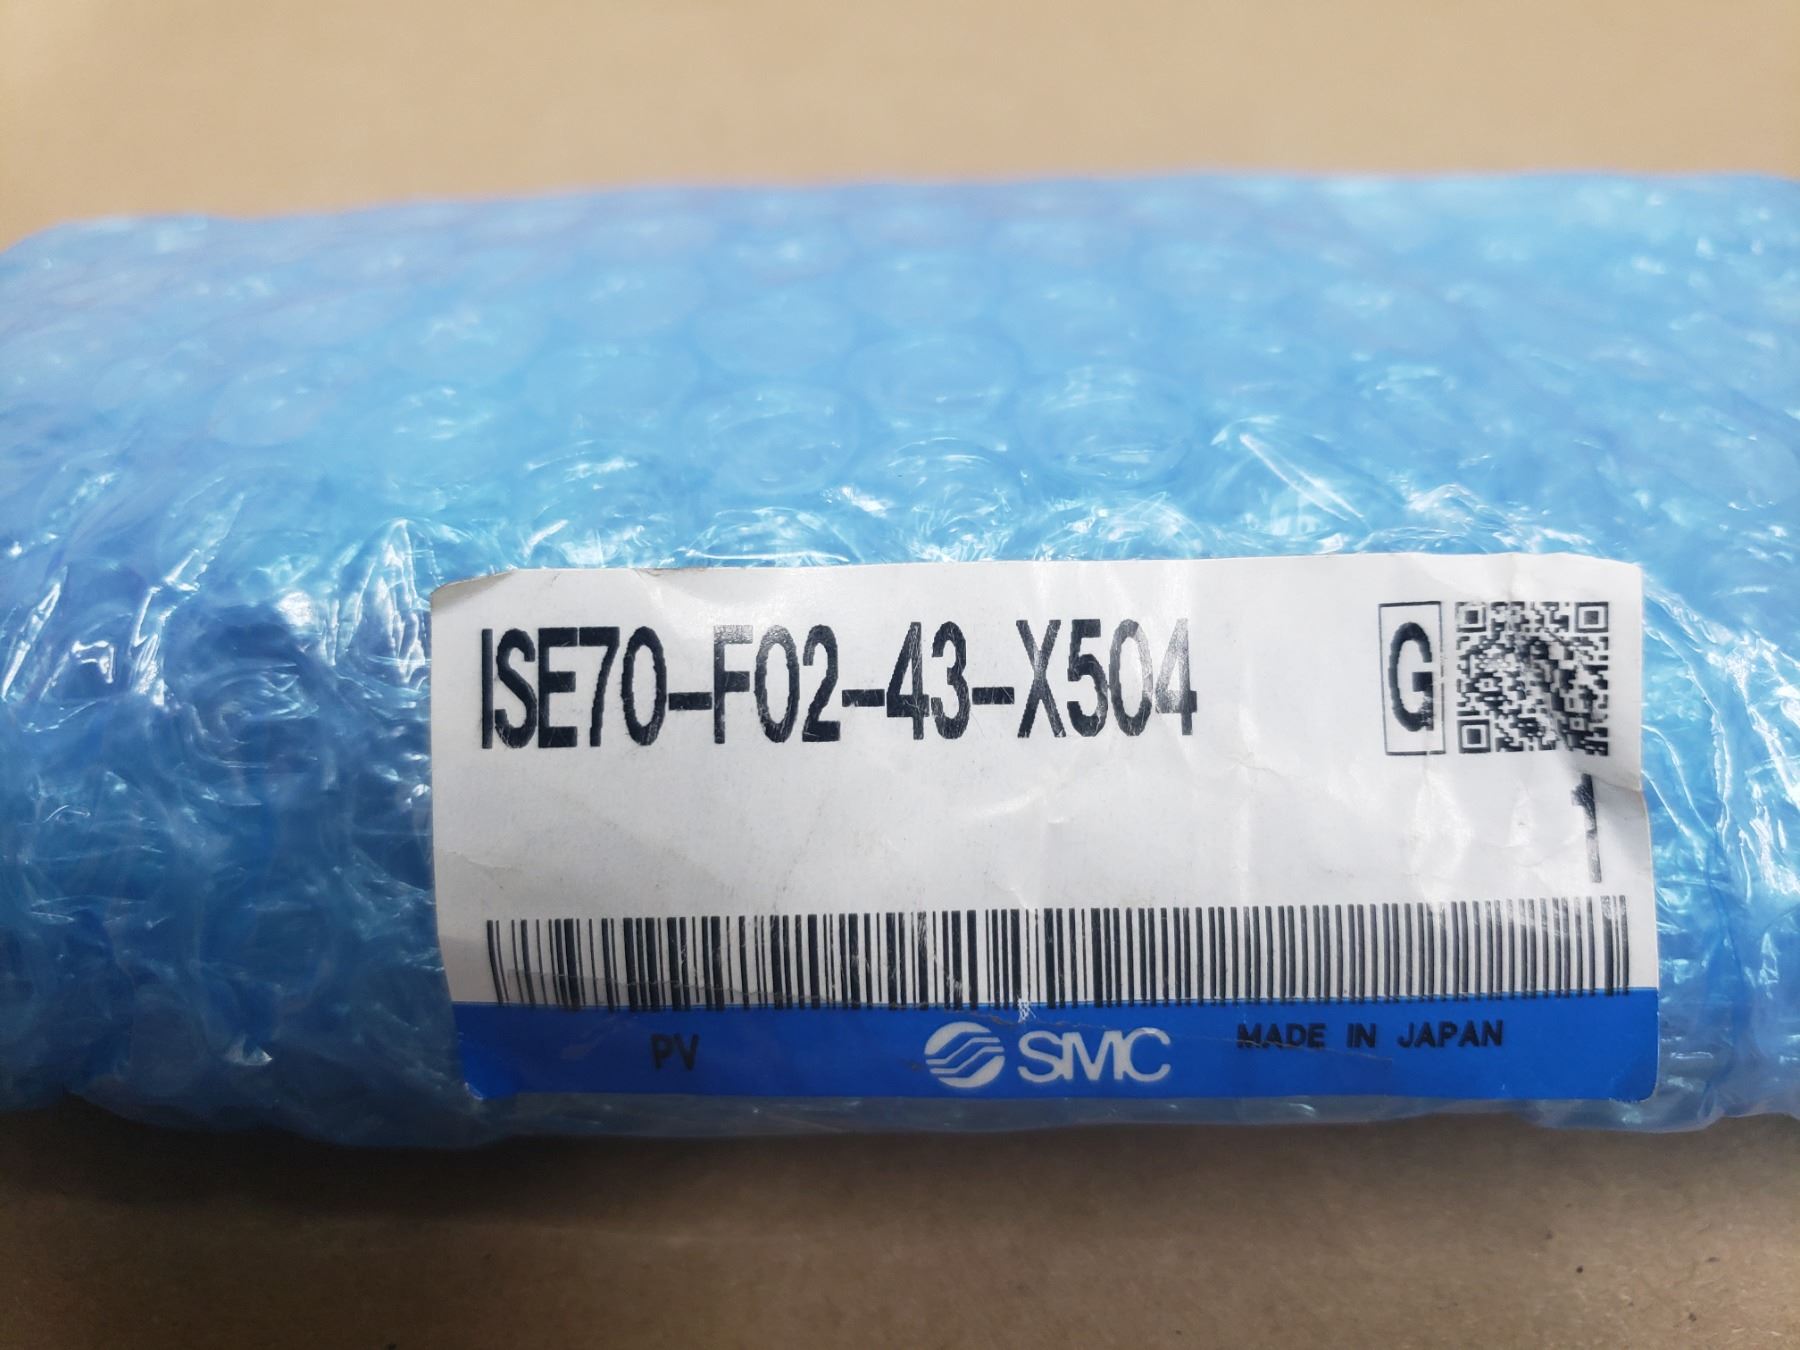 ISE70-F02-43-X504 G
1
PV SMC MADE IN JAPAN